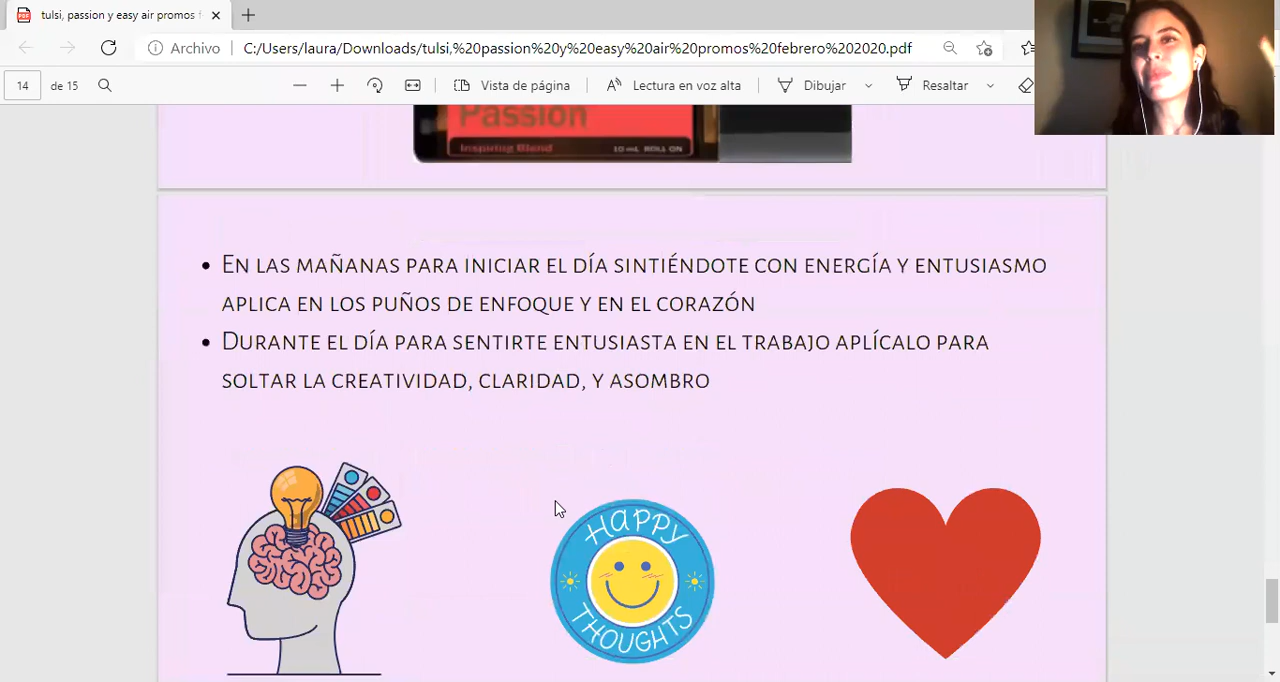 tulsi, passion y easy air promos f
Archivo
C:/Users/laura/Downloads/tulsi,%20passion%20y%20easy%20air%20promos%20febrero%202020.pdf
14 de 15
Vista de página
Lectura en voz alta
Dibujar
Resaltar
Passion
Inspiring Blend
10 mL ROLL ON
• En las mañanas para iniciar el día sintiéndote con energía y entusiasmo
aplica en los puños de enfoque y en el corazón
• Durante el día para sentirte entusiasta en el trabajo aplícalo para
soltar la creatividad, claridad, y asombro
HAPPY
THOUGHTS